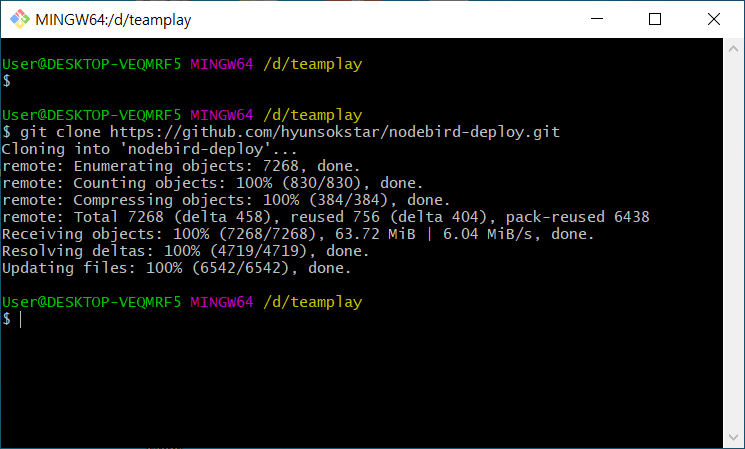 MINGW64:/d/teamplay
User@DESKTOP-VEQMRF5 MINGW64 /d/teamplay
$
User@DESKTOP-VEQMRF5 MINGW64 /d/teamplay
$ git clone https://github.com/hyunsokstar/nodebird-deploy.git
Cloning into 'nodebird-deploy'...
remote: Enumerating objects: 7268, done.
remote: Counting objects: 100% (830/830), done.
remote: Compressing objects: 100% (384/384), done.
remote: Total 7268 (delta 458), reused 756 (delta 404), pack-reused 6438
Receiving objects: 100% (7268/7268), 63.72 MiB | 6.04 MiB/s, done.
Resolving deltas: 100% (4719/4719), done.
Updating files: 100% (6542/6542), done.
User@DESKTOP-VEQMRF5 MINGW64 /d/teamplay
$